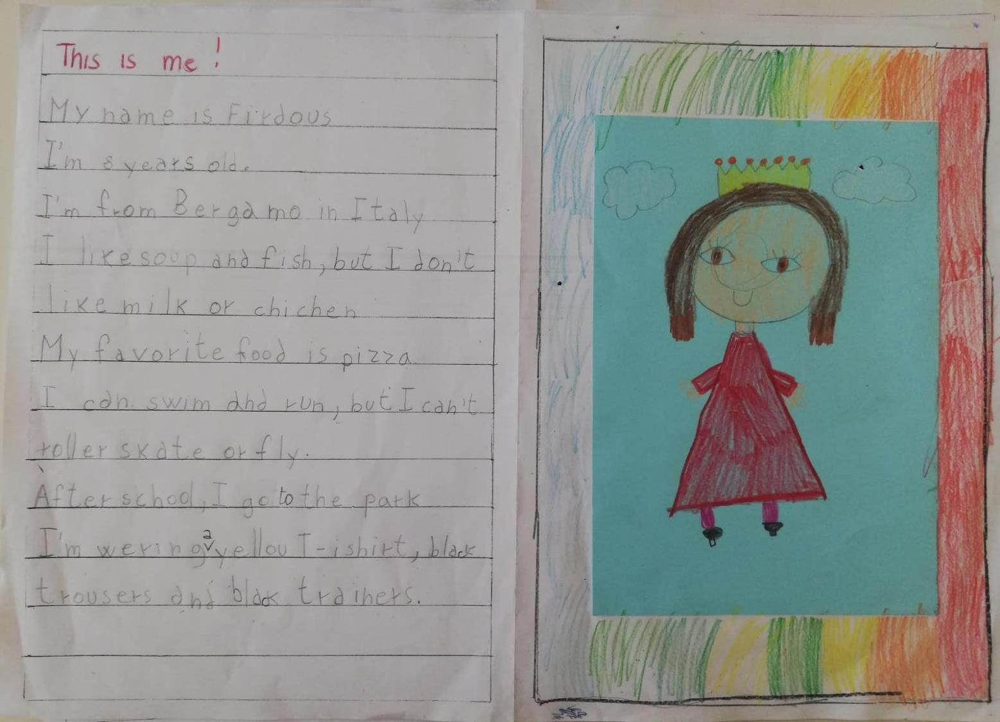 This is me!
My name is Firdous
I'm 8 years old.
I'm from Bergamo in Italy
I like soup and fish, but I don't
like milk or chichen
My favorite food is pizza
I can swim and run, but I can't
roller skate or fly.
After school, I go to the park
I'm wering a yellou T-ishirt, black
trousers and black trainers.